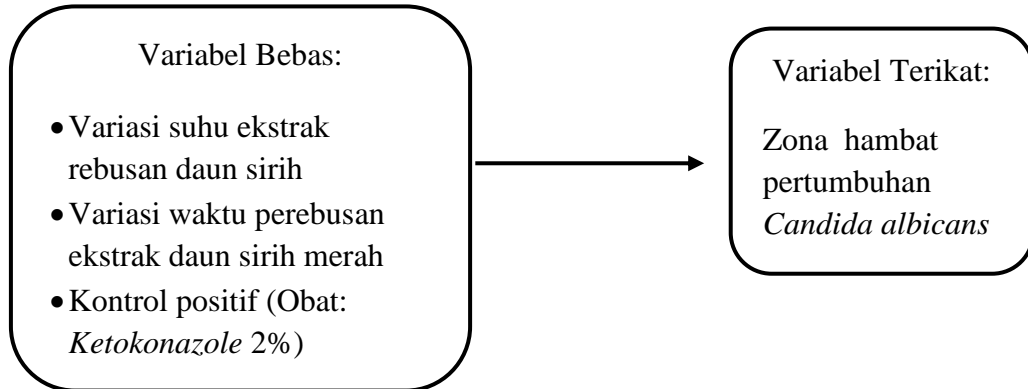 Variabel Bebas:
• Variasi suhu ekstrak
rebusan daun sirih
• Variasi waktu perebusan
ekstrak daun sirih merah
• Kontrol positif (Obat:
Ketokonazole 2%)
Variabel Terikat:
Zona hambat
pertumbuhan
Candida albicans